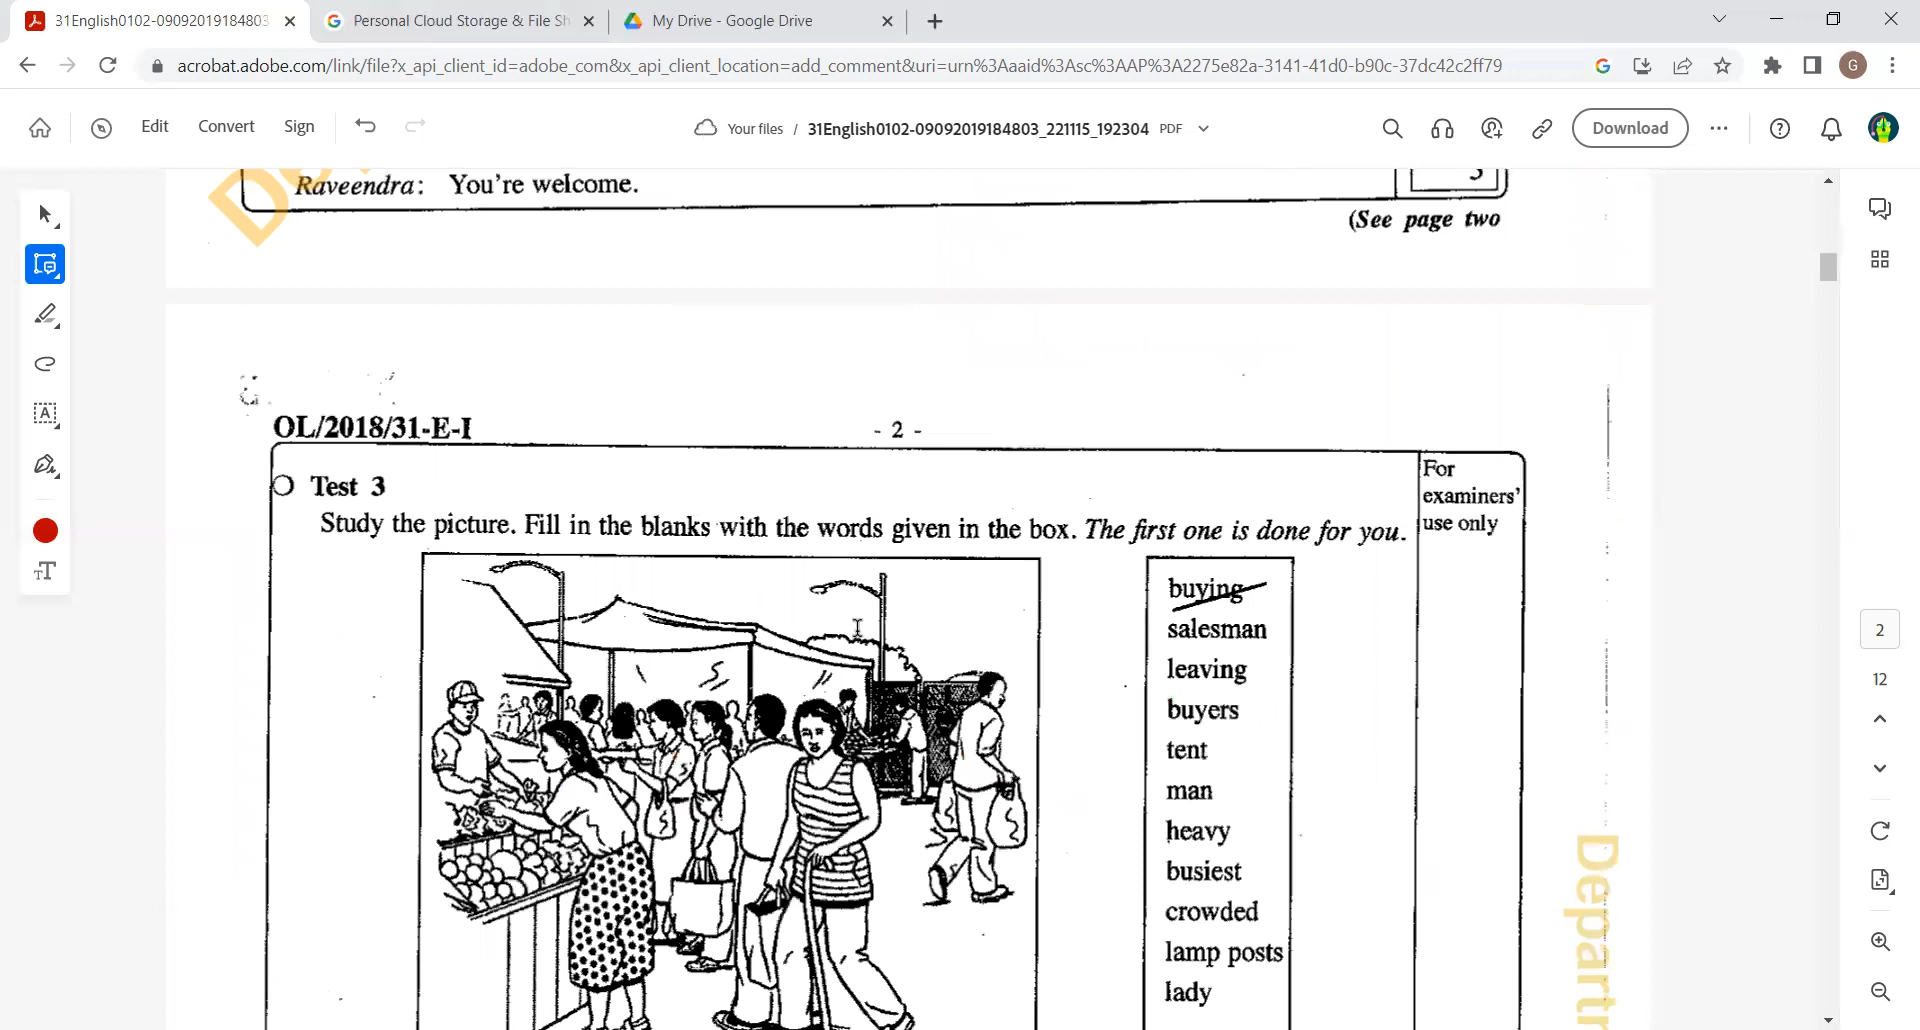 31English0102-09092019184803
Personal Cloud Storage & File Sh
My Drive - Google Drive
acrobat.adobe.com/link/file?x_api_client_id=adobe_com&x_api_client_location=add_comment&uri=urn%3Aaaid%3Asc%3AAP%3A2275e82a-3141-41d0-b90c-37dc42c2ff79
G
Edit
Convert
Sign
Your files / 31English0102-09092019184803_221115_192304 PDF
Download
Raveendra: You're welcome.
(See page two
OL/2018/31-E-I
- 2 -
Test 3
For
examiners'
use only
Study the picture. Fill in the blanks with the words given in the box. The first one is done for you.
buying
salesman
leaving
buyers
tent
man
heavy
busiest
crowded
lamp posts
lady
2
12